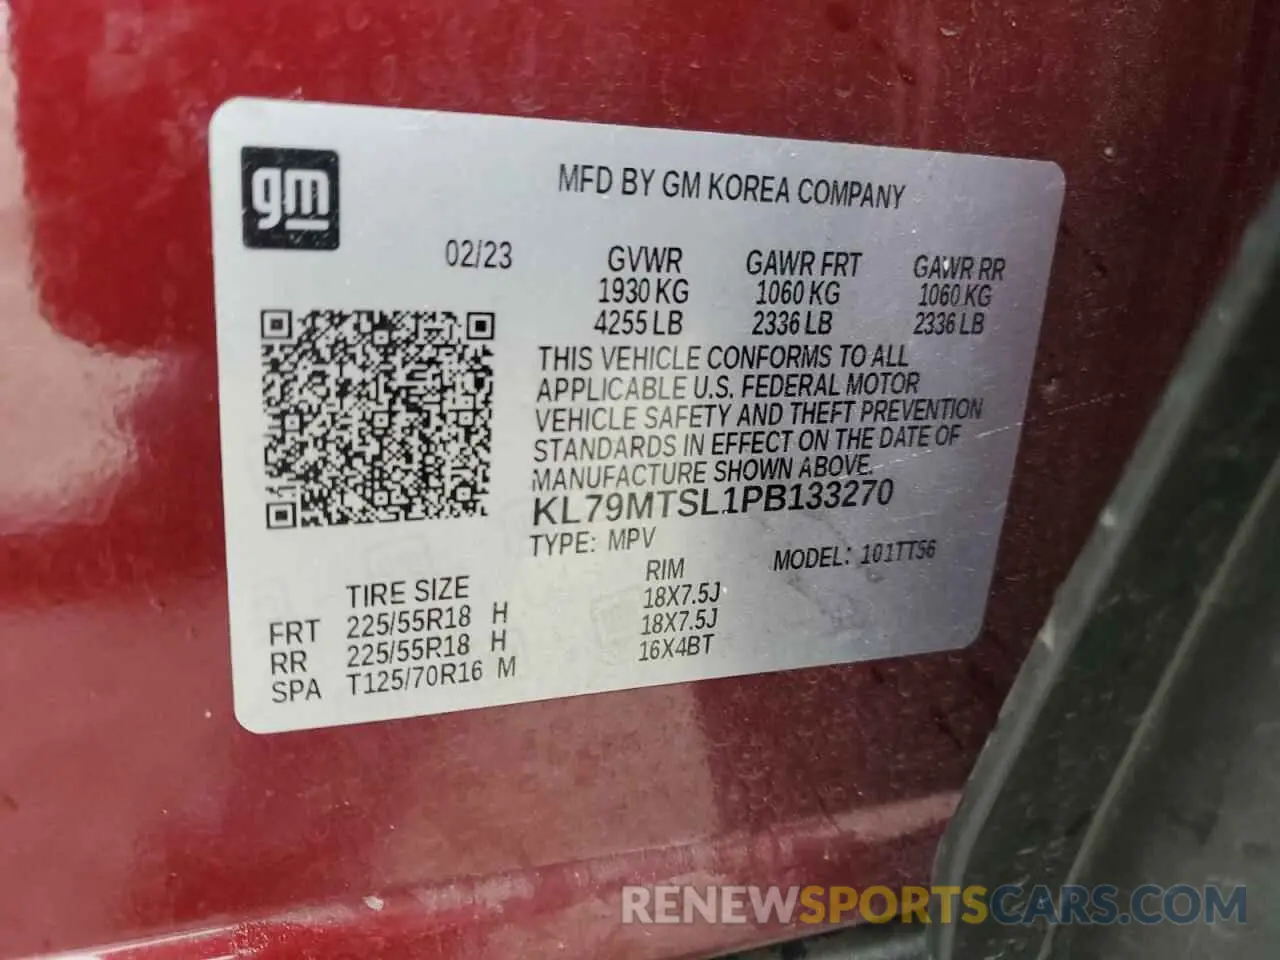 gm
MFD BY GM KOREA COMPANY
02/23 GVWR GAWR FRT GAWR RR
1930 KG 1060 KG 1060 KG
4255 LB 2336 LB 2336 LB
THIS VEHICLE CONFORMS TO ALL
APPLICABLE U.S. FEDERAL MOTOR
VEHICLE SAFETY AND THEFT PREVENTION
STANDARDS IN EFFECT ON THE DATE OF
MANUFACTURE SHOWN ABOVE.
KL79MTSL1PB133270
TYPE: MPV MODEL: 101TT56
TIRE SIZE RIM
FRT 225/55R18 H 18X7.5J
RR 225/55R18 H 18X7.5J
SPA T125/70R16 M 16X4BT
RENEWSPORTSCARS.COM